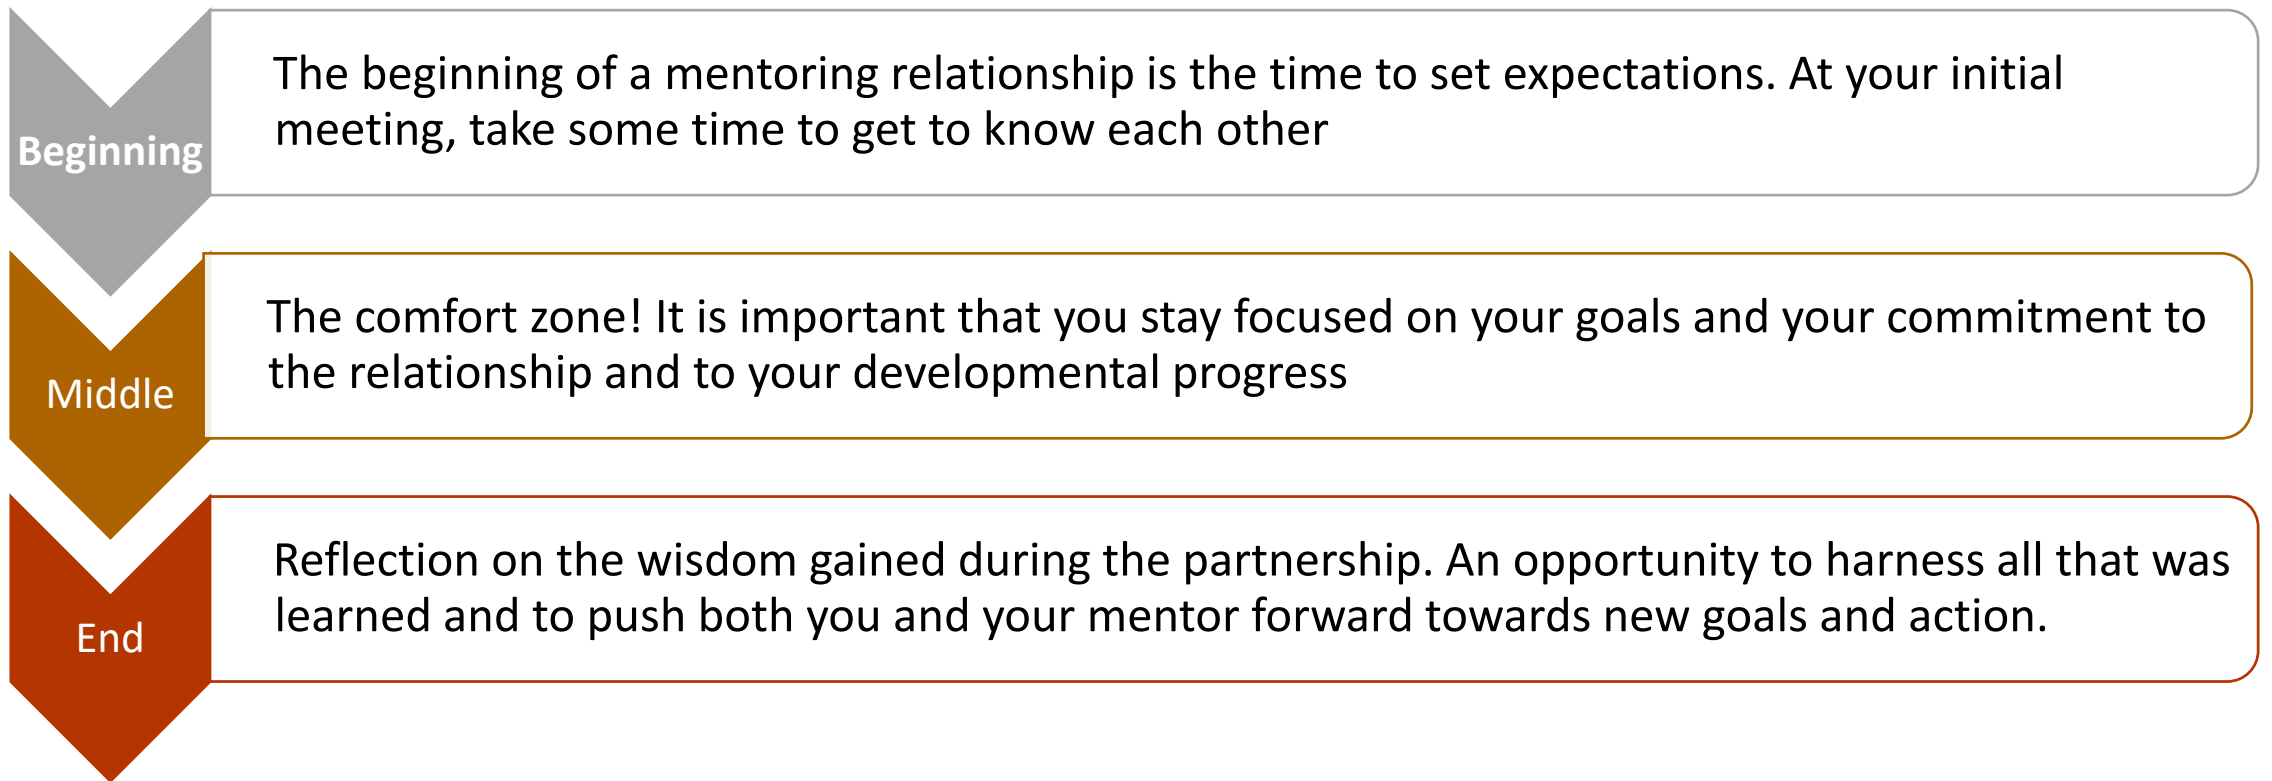 Beginning
The beginning of a mentoring relationship is the time to set expectations. At your initial
meeting, take some time to get to know each other
Middle
The comfort zone! It is important that you stay focused on your goals and your commitment to
the relationship and to your developmental progress
End
Reflection on the wisdom gained during the partnership. An opportunity to harness all that was
learned and to push both you and your mentor forward towards new goals and action.